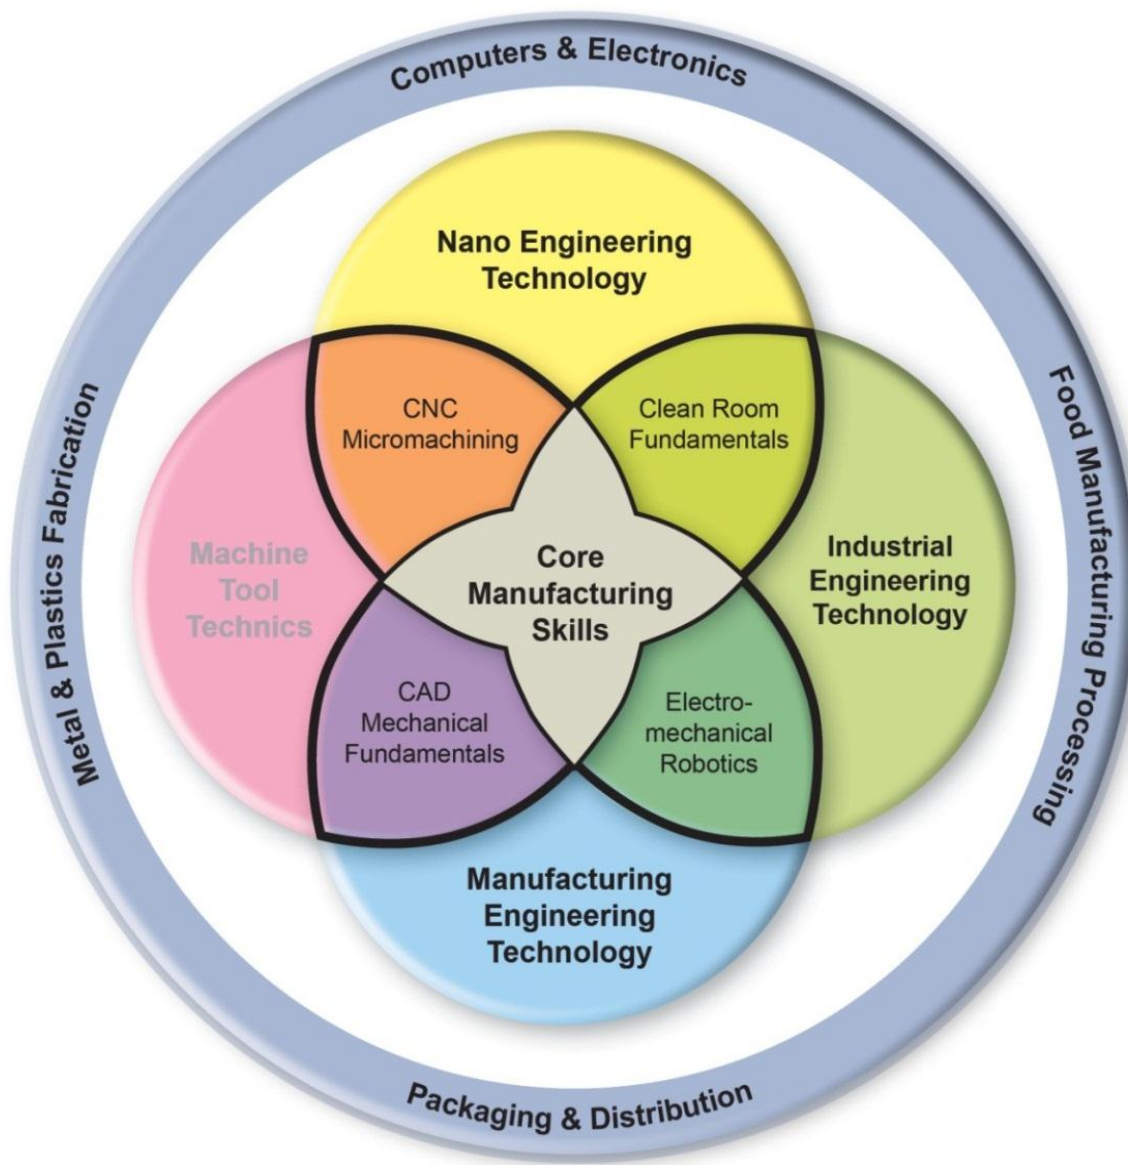 Computers & Electronics
Nano Engineering
Technology
CNC
Micromachining
Clean Room
Fundamentals
Metal & Plastics Fabrication
Food Manufacturing Processing
Machine
Tool
Technics
Core
Manufacturing
Skills
Industrial
Engineering
Technology
CAD
Mechanical
Fundamentals
Electro-
mechanical
Robotics
Manufacturing
Engineering
Technology
Packaging & Distribution